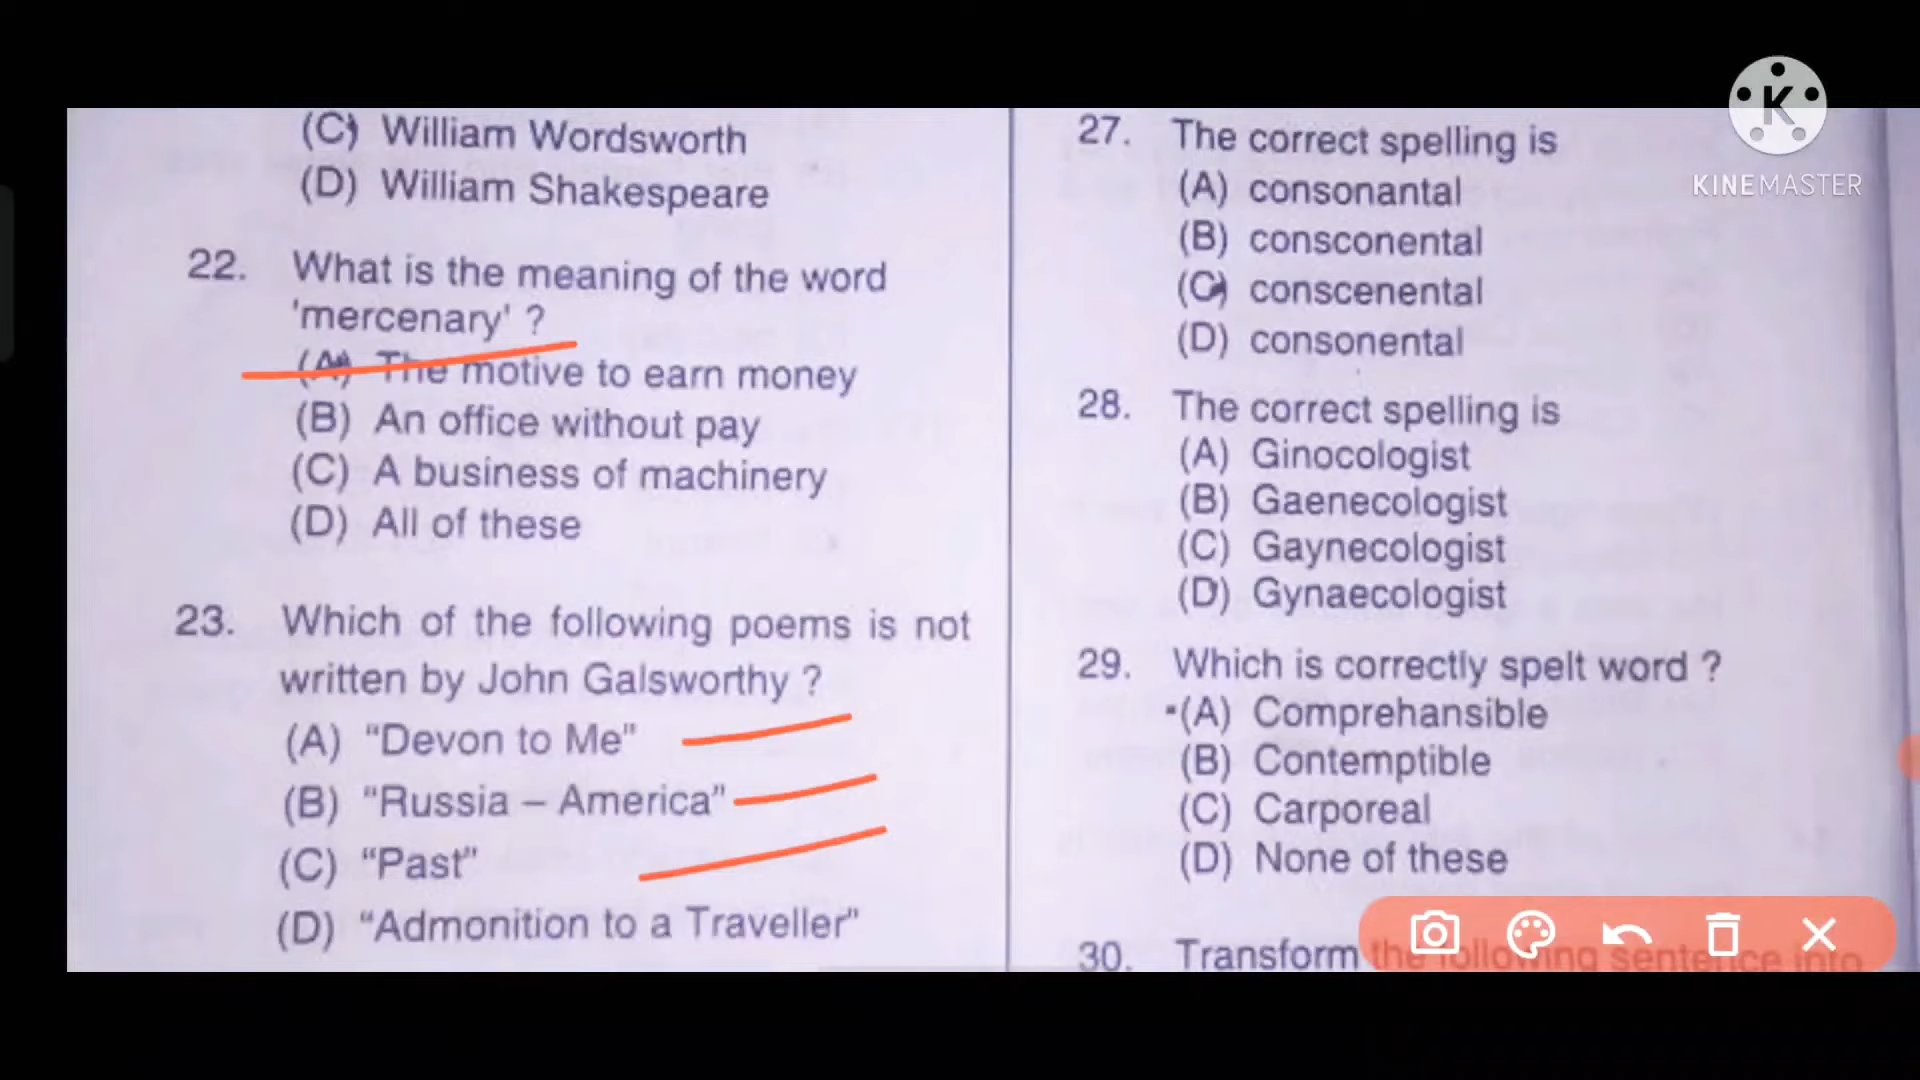 (C) William Wordsworth
(D) William Shakespeare
22. What is the meaning of the word
'mercenary' ?
(A) The motive to earn money
(B) An office without pay
(C) A business of machinery
(D) All of these
23. Which of the following poems is not
written by John Galsworthy ?
(A) “Devon to Me”
(B) “Russia – America”
(C) “Past”
(D) “Admonition to a Traveller”
27. The correct spelling is
(A) consonantal
(B) consconental
(C) conscenental
(D) consonental
28. The correct spelling is
(A) Ginocologist
(B) Gaenecologist
(C) Gaynecologist
(D) Gynaecologist
29. Which is correctly spelt word ?
(A) Comprehansible
(B) Contemptible
(C) Carporeal
(D) None of these
30. Transform the following sentence into
K
KINEMASTER